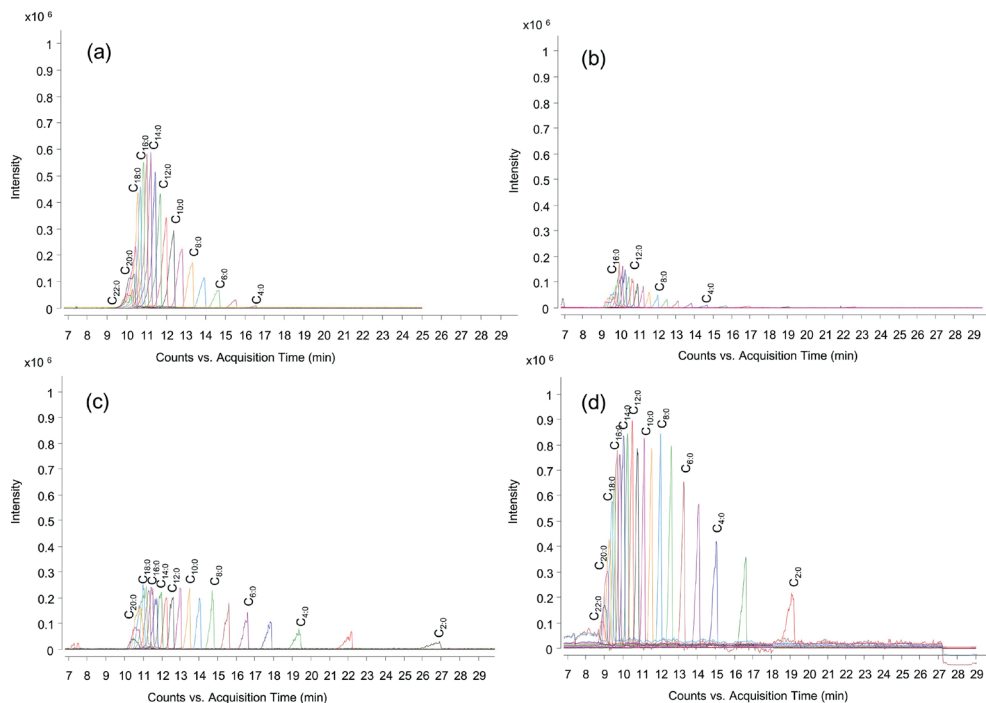 x10 6
(a)
1
0.9
0.8
0.7
0.6
0.5
0.4
0.3
0.2
0.1
0
Intensity
C22:0
C20:0
C18:0
C18:0
C14:0
C12:0
C10:0
C8:0
C6:0
C4:0
7 8 9 10 11 12 13 14 15 16 17 18 19 20 21 22 23 24 25 26 27 28 29
Counts vs. Acquisition Time (min)
x10 6
(b)
1
0.9
0.8
0.7
0.6
0.5
0.4
0.3
0.2
0.1
0
Intensity
C16:0
C12:0
C8:0
C4:0
7 8 9 10 11 12 13 14 15 16 17 18 19 20 21 22 23 24 25 26 27 28 29
Counts vs. Acquisition Time (min)
x10 6
(c)
1
0.9
0.8
0.7
0.6
0.5
0.4
0.3
0.2
0.1
0
Intensity
C20:0
C18:0
C16:0
C14:0
C12:0
C10:0
C8:0
C6:0
C4:0
C2:0
7 8 9 10 11 12 13 14 15 16 17 18 19 20 21 22 23 24 25 26 27 28 29
Counts vs. Acquisition Time (min)
x10 6
(d)
1
0.9
0.8
0.7
0.6
0.5
0.4
0.3
0.2
0.1
0
Intensity
C22:0
C20:0
C18:0
C16:0
C14:0
C12:0
C10:0
C8:0
C6:0
C4:0
C2:0
7 8 9 10 11 12 13 14 15 16 17 18 19 20 21 22 23 24 25 26 27 28 29
Counts vs. Acquisition Time (min)